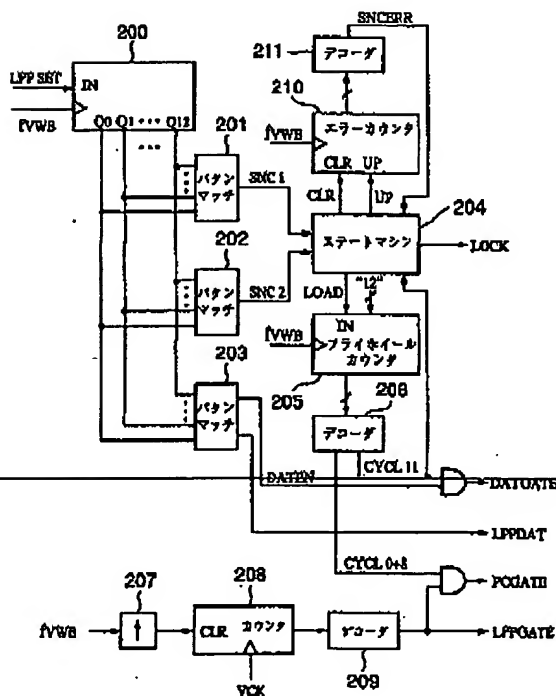 200
LPP SET
IN
fVWB
Q0 Q1 ・・・ Q12
・・・
201
パタン
マッチ
SNC 1
202
パタン
マッチ
SNC 2
203
パタン
マッチ
SNCERR
211
デコーダ
210
fVWB
エラーカウンタ
CLR UP
CLR
UP
204
ステートマシン
LOCK
LOAD
"12"
IN
fVWB
フライホイール
カウンタ
205
206
デコーダ
CYCL 11
DATEN
DATGATE
LPPDAT
CYCL 0+8
PCGATE
207
fVWB
208
CLR カウンタ
VCK
デコーダ
209
LPPGATE